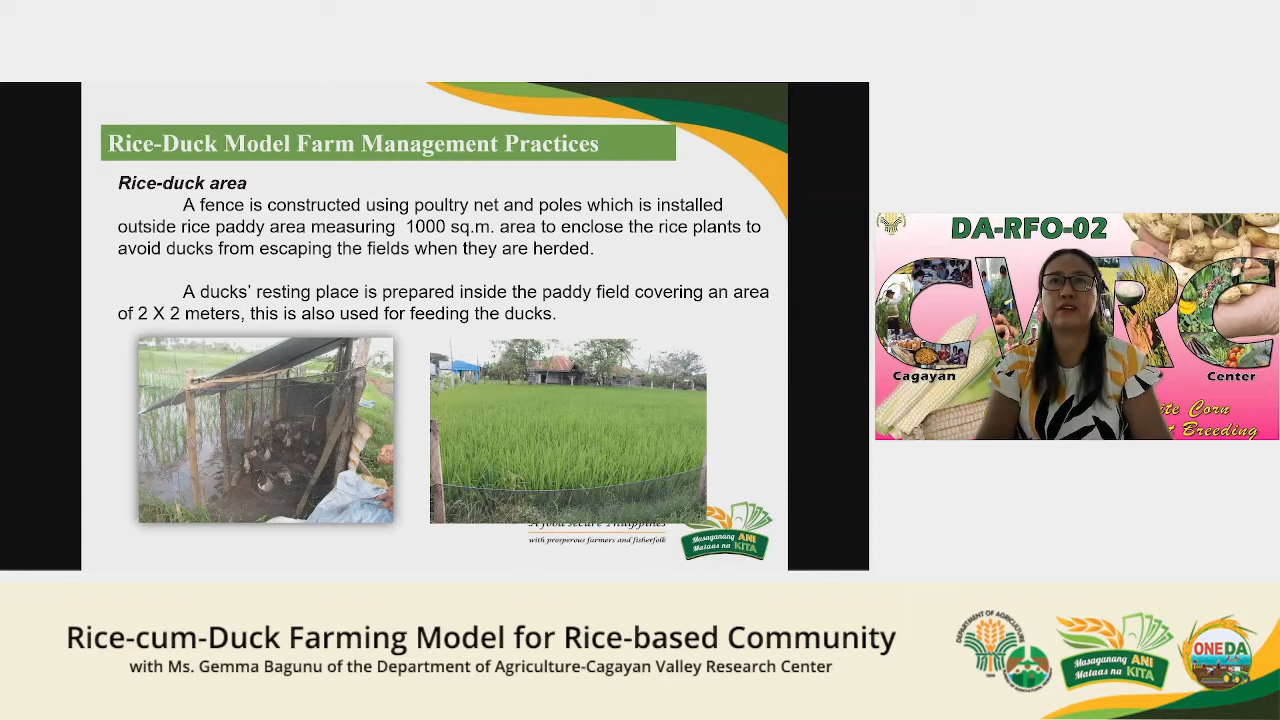 Rice-Duck Model Farm Management Practices
Rice-duck area
A fence is constructed using poultry net and poles which is installed
outside rice paddy area measuring 1000 sq.m. area to enclose the rice plants to
avoid ducks from escaping the fields when they are herded.
A ducks' resting place is prepared inside the paddy field covering an area
of 2 X 2 meters, this is also used for feeding the ducks.
A food secure Philippines
with prosperous farmers and fisherfolk
Masaganang ANI
Mataas na KITA
DA-RFO-02
CVRC
Cagayan
Center
Corn
Breeding
Rice-cum-Duck Farming Model for Rice-based Community
with Ms. Gemma Bagunu of the Department of Agriculture-Cagayan Valley Research Center
DEPARTMENT OF AGRICULTURE
Masaganang ANI
Mataas na KITA
ONE DA